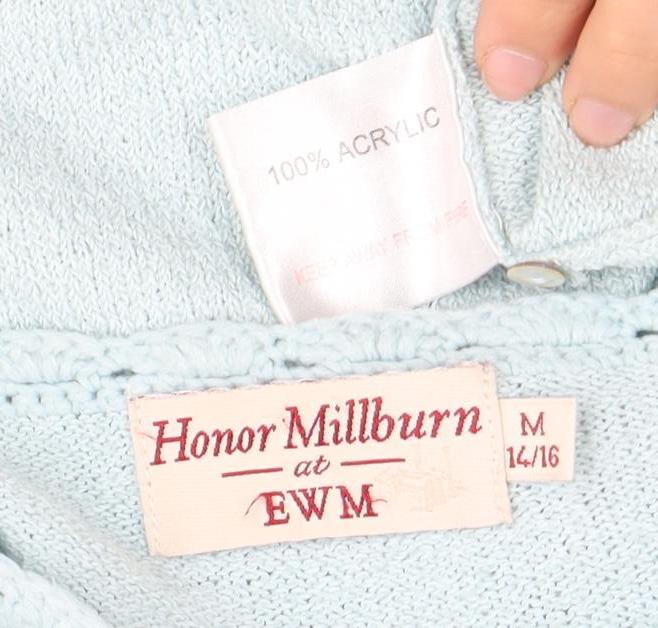 100% ACRYLIC
KEEP AWAY FROM FIRE
Honor Millburn
at
EWM
M
14/16